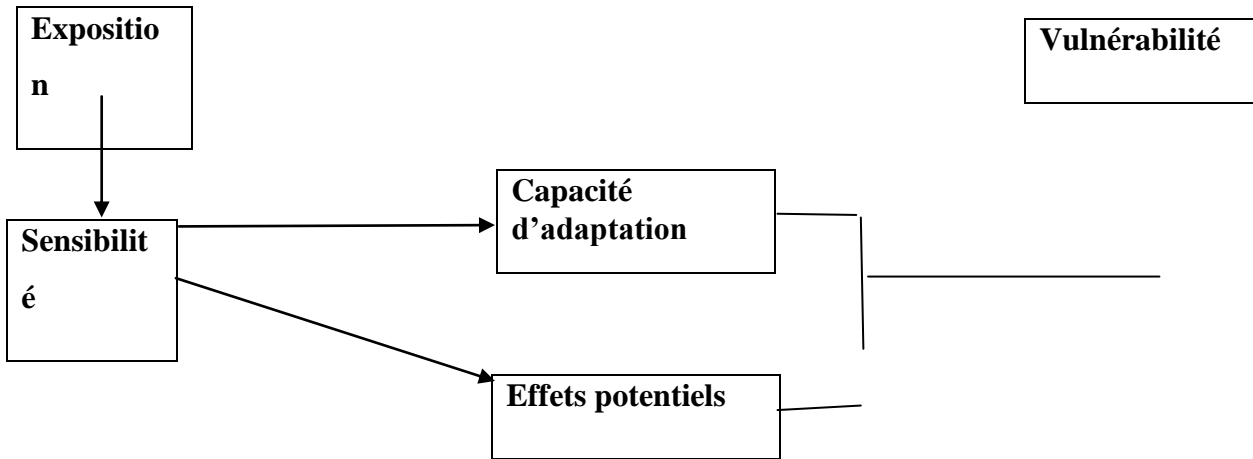 Expositio
n
Vulnérabilité
Sensibilit
é
Capacité
d’adaptation
Effets potentiels